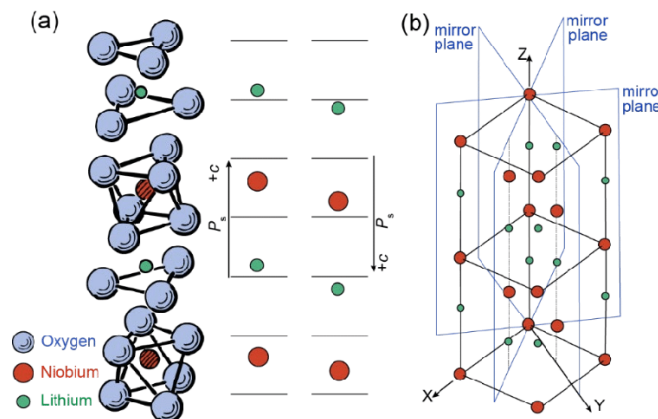 (a)
+c
Ps
Ps
+c
Oxygen
Niobium
Lithium
(b)
mirror
plane
Z
mirror
plane
mirror
plane
X
Y